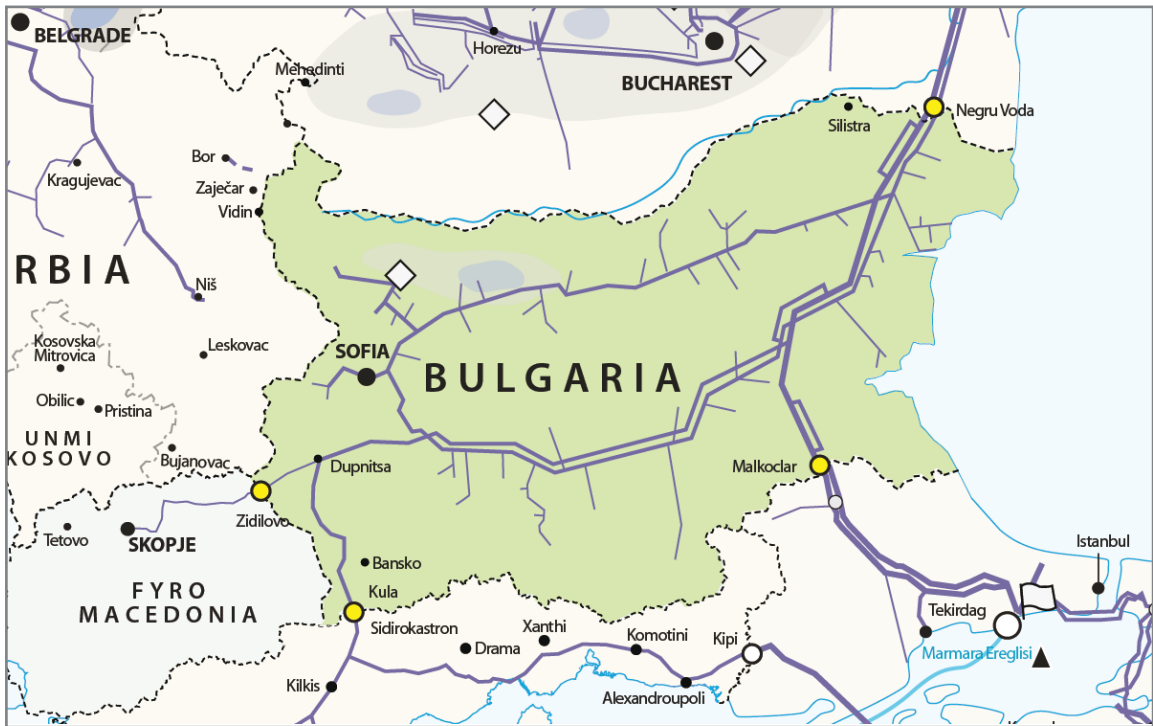 BELGRADE
Horezu
BUCHAREST
Mehedinti
Silistra
Negru Voda
Bor
Kragujevac
Zaječar
Vidin
RBIA
Niš
Kosovska
Mitrovica
Leskovac
SOFIA
BULGARIA
Obilic
Pristina
UNMI
KOSOVO
Bujanovac
Dupnitsa
Malkoclar
Zidilovo
Tetovo
SKOPJE
Istanbul
Bansko
FYRO
MACEDONIA
Kula
Sidirokastron
Xanthi
Komotini
Kipi
Tekirdag
Drama
Marmara Ereglisi
Kilkis
Alexandroupoli